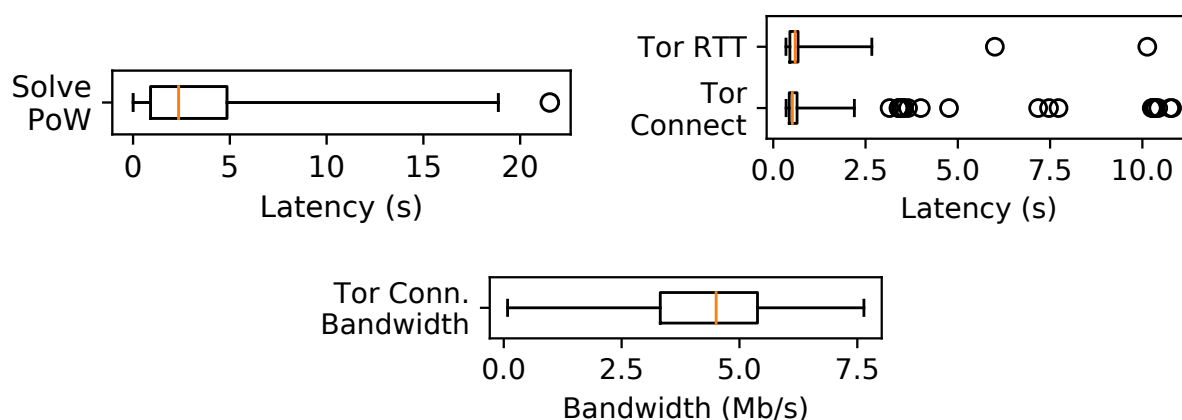 Solve
PoW
0 5 10 15 20
Latency (s)
Tor RTT
Tor
Connect
0.0 2.5 5.0 7.5 10.0
Latency (s)
Tor Conn.
Bandwidth
0.0 2.5 5.0 7.5
Bandwidth (Mb/s)